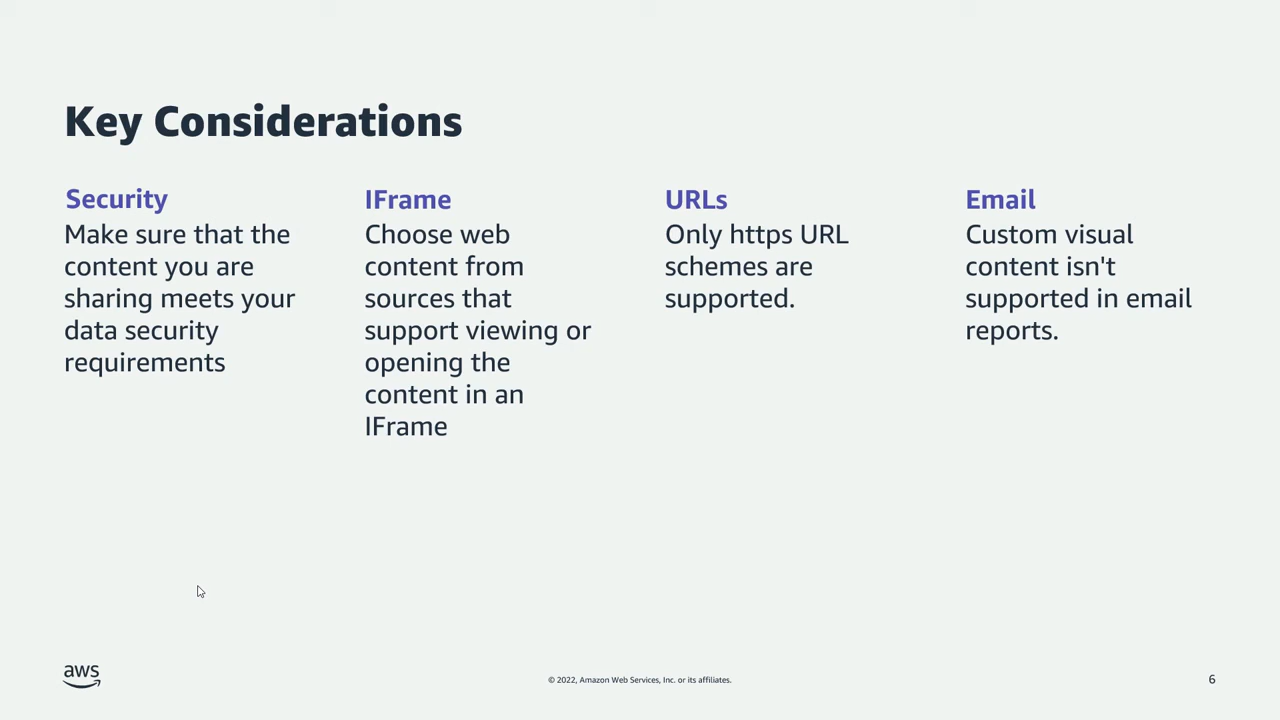 Key Considerations
Security
Make sure that the
content you are
sharing meets your
data security
requirements
IFrame
Choose web
content from
sources that
support viewing or
opening the
content in an
IFrame
URLs
Only https URL
schemes are
supported.
Email
Custom visual
content isn't
supported in email
reports.
aws
© 2022, Amazon Web Services, Inc. or its affiliates.
6